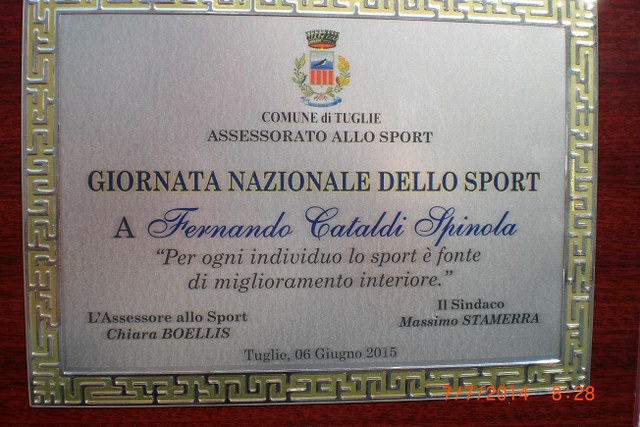 COMUNE di TUGLIE
ASSESSORATO ALLO SPORT
GIORNATA NAZIONALE DELLO SPORT
A Fernando Cataldi Spinola
“Per ogni individuo lo sport è fonte
di miglioramento interiore.”
L'Assessore allo Sport
Chiara BOELLIS
Il Sindaco
Massimo STAMERRA
Tuglie, 06 Giugno 2015
7/7/2014 8:28